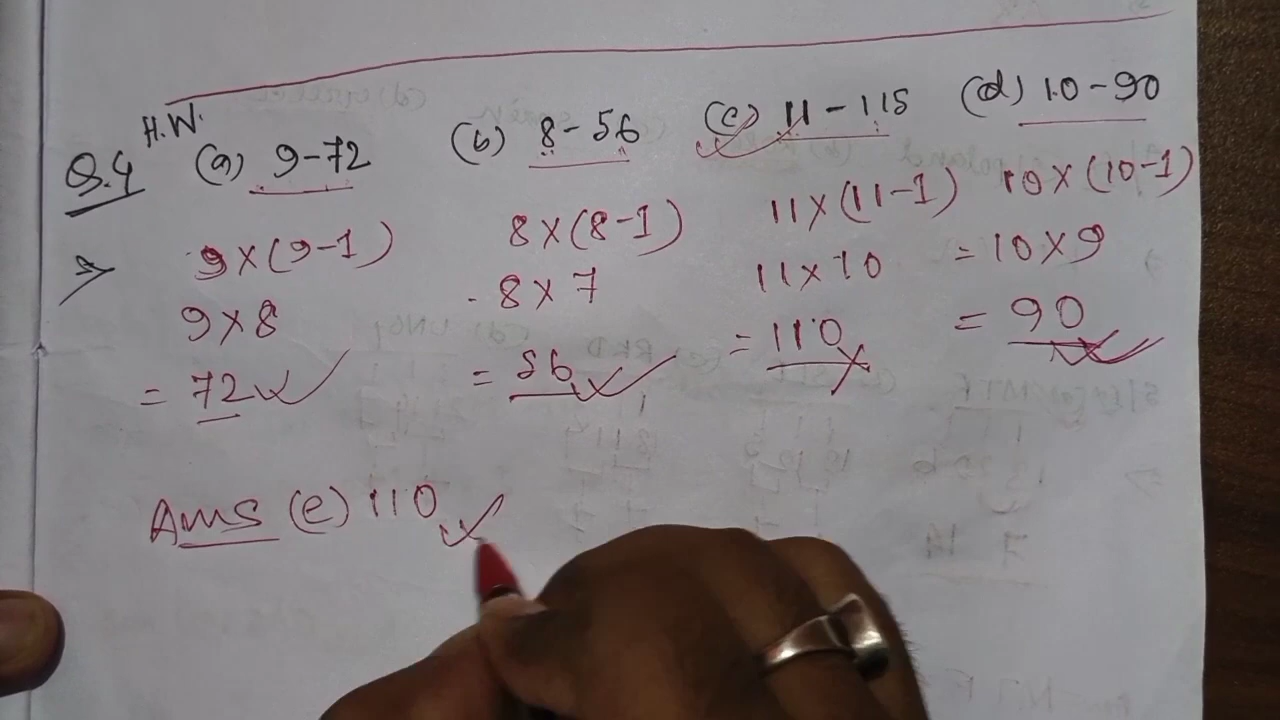 H.W.
Q.4 (a) 9-72 (b) 8-56 (c) 11-115 (d) 10-90
⇒ 9×(9-1) 8×(8-1) 11×(11-1) 10×(10-1)
9×8 8×7 11×10 =10×9
=72 =56 =110 =90
Ans (c) 110